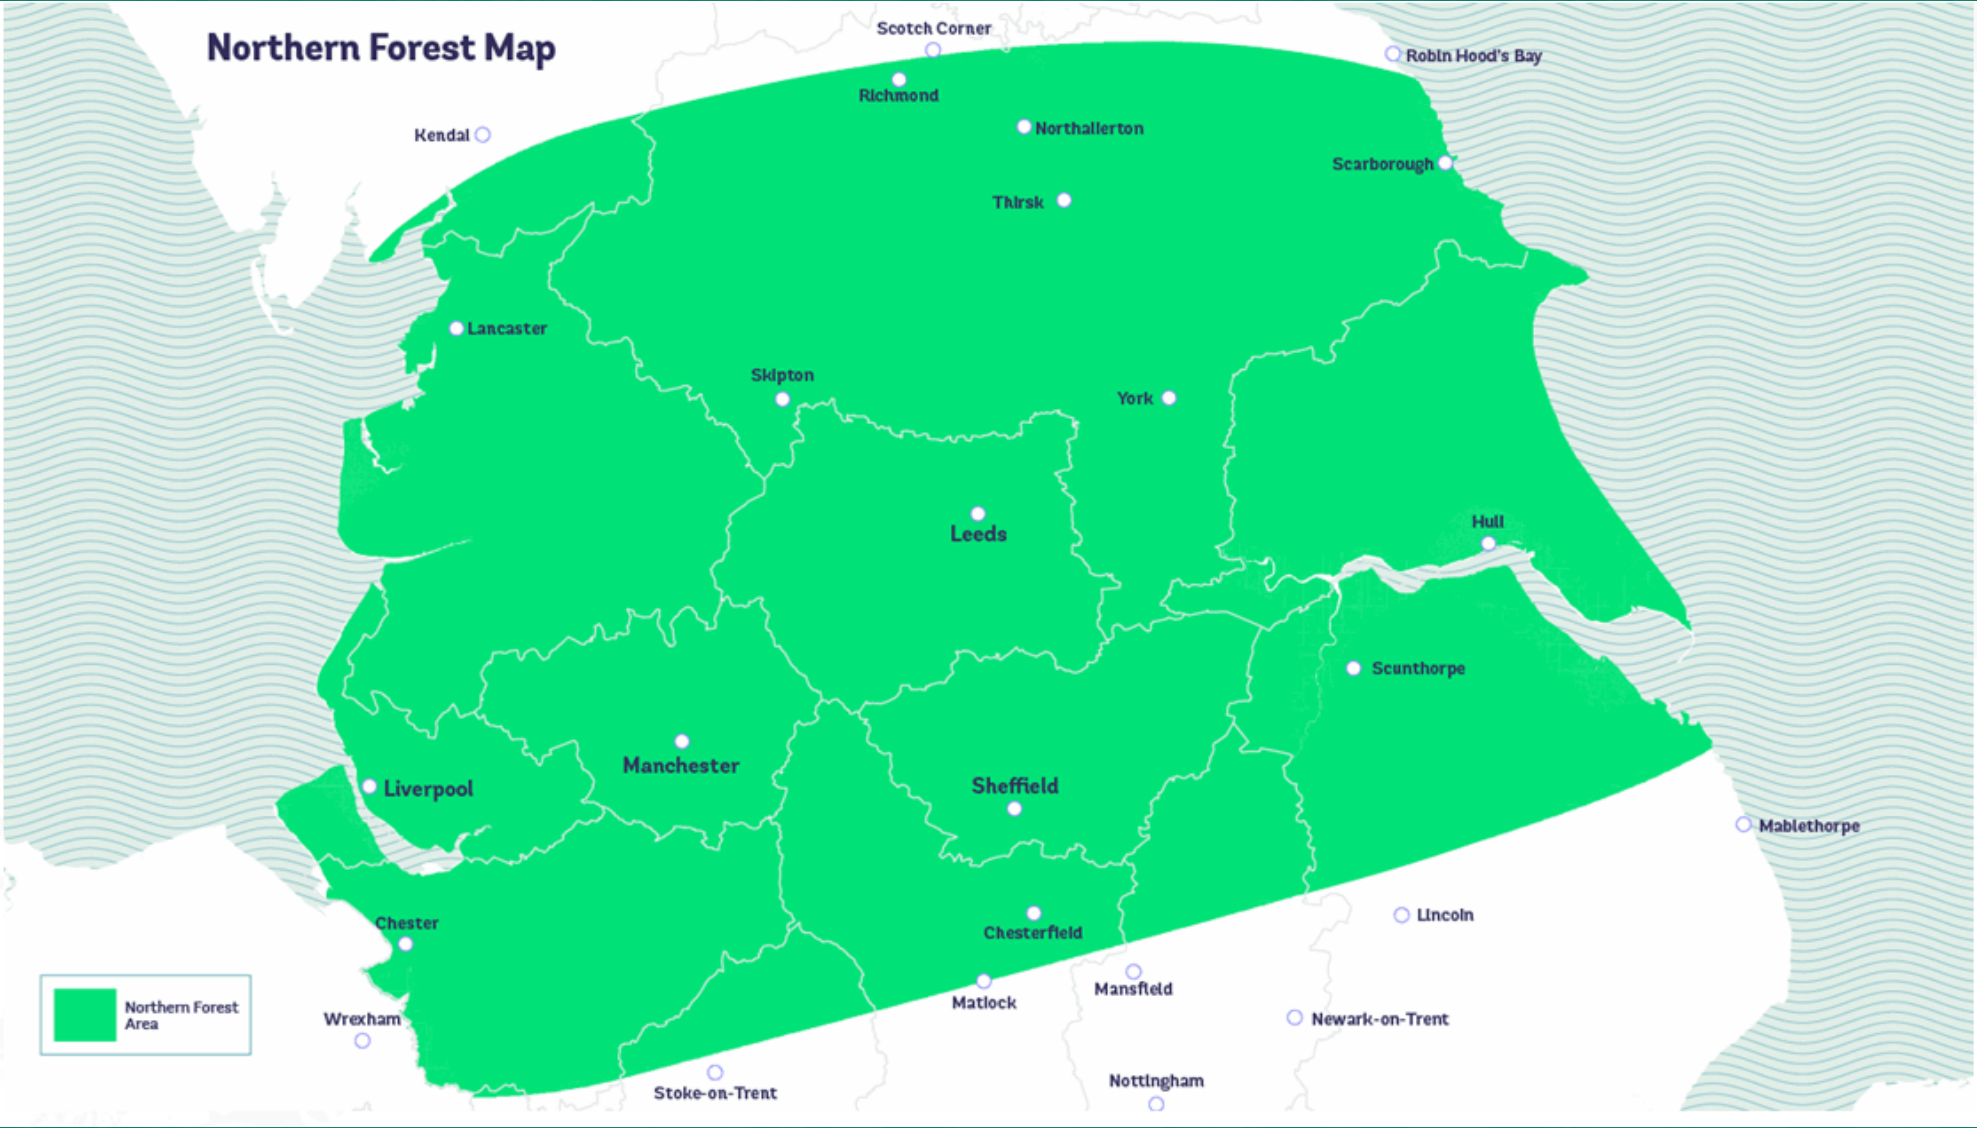 Northern Forest Map
Scotch Corner
Robin Hood's Bay
Richmond
Kendal
Northallerton
Scarborough
Thirsk
Lancaster
Skipton
York
Hull
Leeds
Scunthorpe
Manchester
Liverpool
Sheffield
Mablethorpe
Chester
Chesterfield
Lincoln
Mansfield
Matlock
Northern Forest
Area
Wrexham
Newark-on-Trent
Stoke-on-Trent
Nottingham